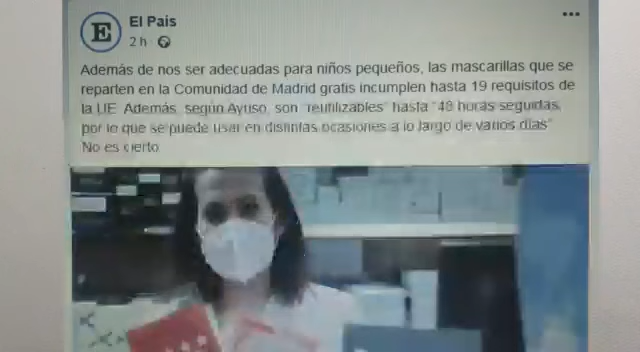 El País
2 h
Además de nos ser adecuadas para niños pequeños, las mascarillas que se
reparten en la Comunidad de Madrid gratis incumplen hasta 19 requisitos de
la UE. Además, según Ayuso, son "reutilizables" hasta "48 horas seguidas,
por lo que se puede usar en distintas ocasiones a lo largo de varios días".
No es cierto
E